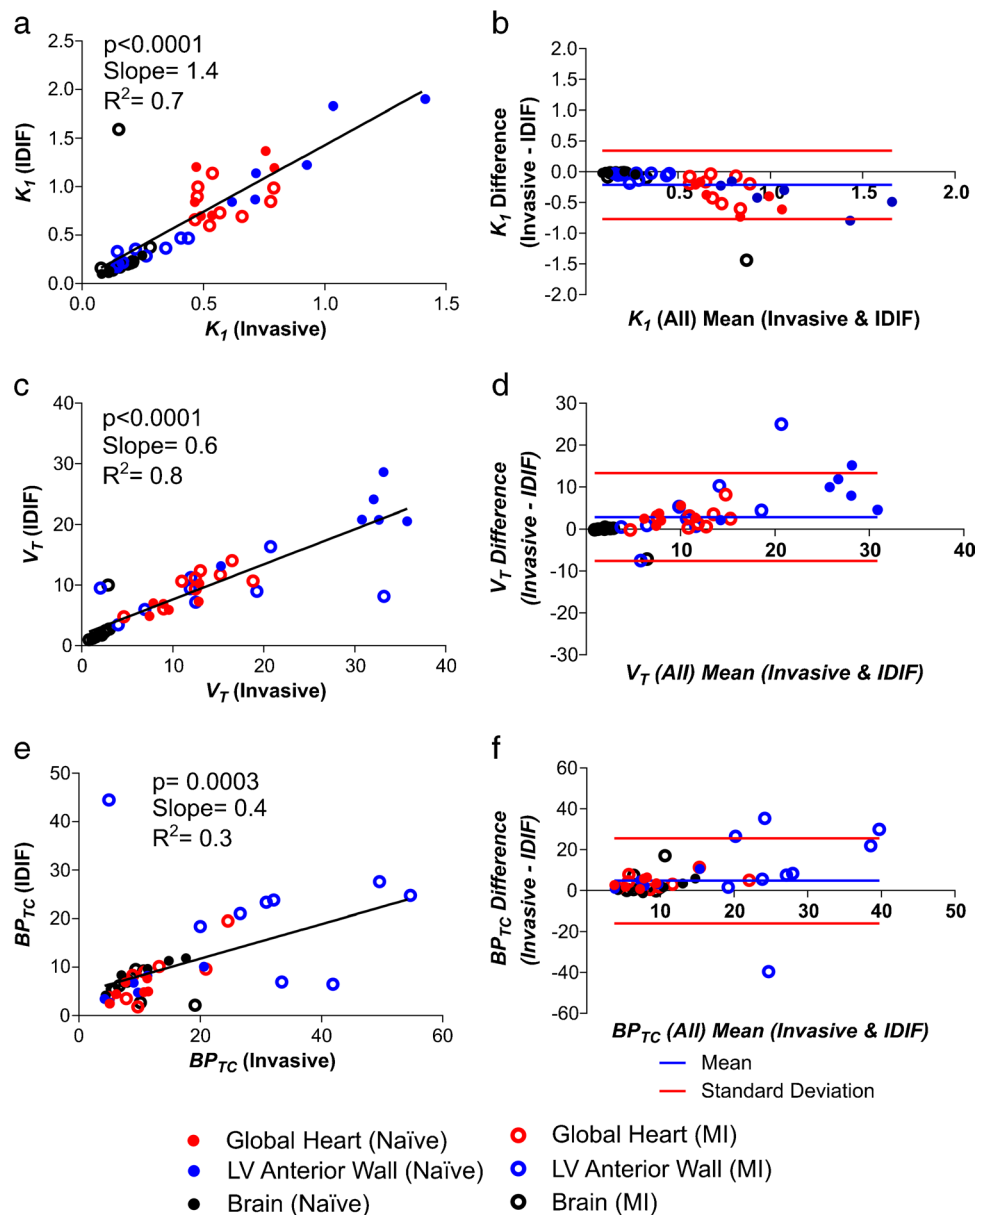 a
p<0.0001
Slope= 1.4
R²= 0.7
K₁ (IDIF)
2.5
2.0
1.5
1.0
0.5
0.0
0.0 0.5 1.0 1.5
K₁ (Invasive)
b
K₁ Difference
(Invasive - IDIF)
2.0
1.5
1.0
0.5
0.0
-0.5
-1.0
-1.5
-2.0
0.5 1.0 1.5 2.0
K₁ (All) Mean (Invasive & IDIF)
c
p<0.0001
Slope= 0.6
R²= 0.8
V_T (IDIF)
40
30
20
10
0
0 10 20 30 40
V_T (Invasive)
d
V_T Difference
(Invasive - IDIF)
30
20
10
0
-10
-20
-30
10 20 30 40
V_T (All) Mean (Invasive & IDIF)
e
p= 0.0003
Slope= 0.4
R²= 0.3
BP_TC (IDIF)
50
40
30
20
10
0
0 20 40 60
BP_TC (Invasive)
f
BP_TC Difference
(Invasive - IDIF)
60
40
20
0
-20
-40
-60
10 20 30 40 50
BP_TC (All) Mean (Invasive & IDIF)
Mean
Standard Deviation
Global Heart (Naïve) Global Heart (MI)
LV Anterior Wall (Naïve) LV Anterior Wall (MI)
Brain (Naïve) Brain (MI)